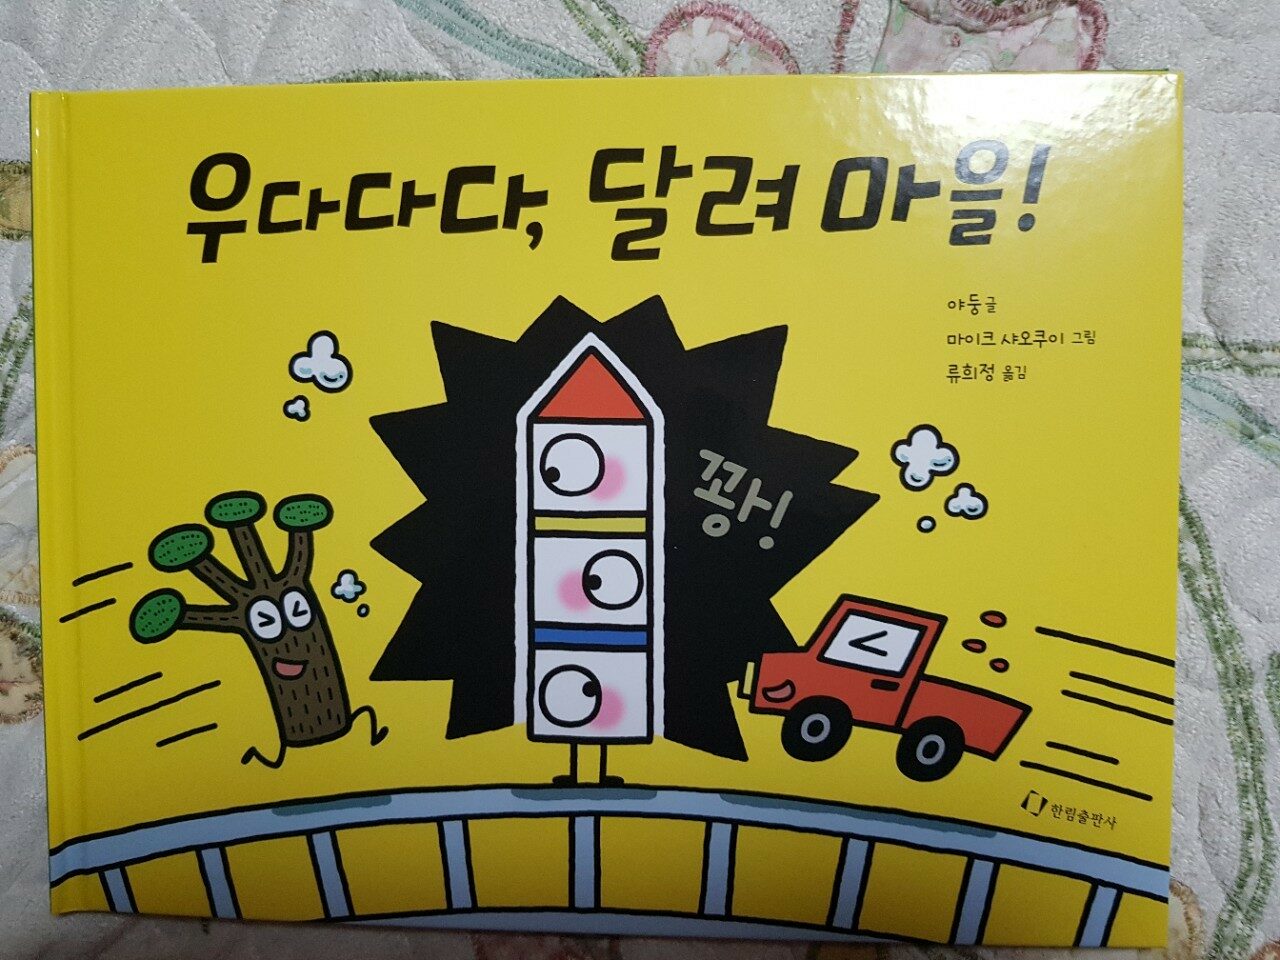 우다다다, 달려 마을!
야둥 글
마이크 샤오쿠이 그림
류희정 옮김
꽝!
한림출판사